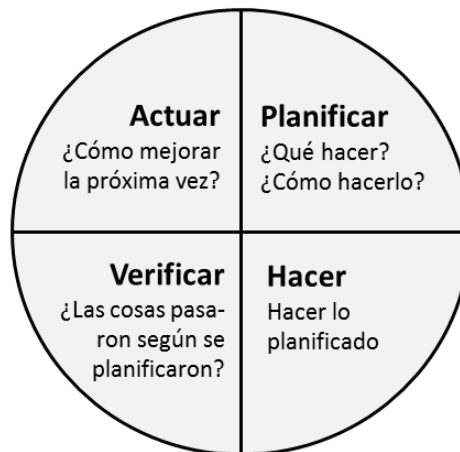 Actuar
¿Cómo mejorar
la próxima vez?
Planificar
¿Qué hacer?
¿Cómo hacerlo?
Verificar
¿Las cosas pasa-
ron según se
planificaron?
Hacer
Hacer lo
planificado